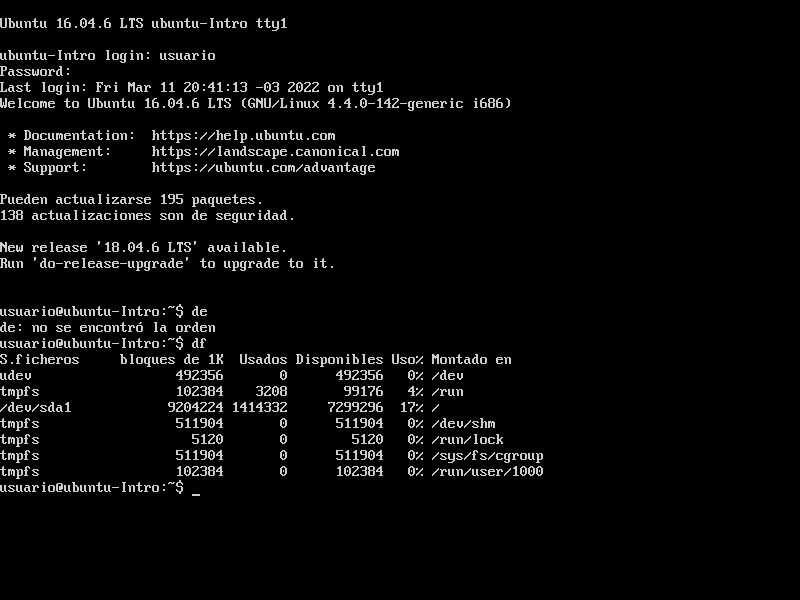 Ubuntu 16.04.6 LTS ubuntu-Intro tty1
ubuntu-Intro login: usuario
Password:
Last login: Fri Mar 11 20:41:13 -03 2022 on tty1
Welcome to Ubuntu 16.04.6 LTS (GNU/Linux 4.4.0-142-generic i686)
* Documentation:  https://help.ubuntu.com
* Management:     https://landscape.canonical.com
* Support:        https://ubuntu.com/advantage
Pueden actualizarse 195 paquetes.
138 actualizaciones son de seguridad.
New release '18.04.6 LTS' available.
Run 'do-release-upgrade' to upgrade to it.
usuario@ubuntu-Intro:~$ de
de: no se encontró la orden
usuario@ubuntu-Intro:~$ df
S.ficheros     bloques de 1K  Usados Disponibles Uso% Montado en
udev                  492356       0      492356   0% /dev
tmpfs                 102384    3208       99176   4% /run
/dev/sda1            9204224 1414332     7299296  17% /
tmpfs                 511904       0      511904   0% /dev/shm
tmpfs                   5120       0        5120   0% /run/lock
tmpfs                 511904       0      511904   0% /sys/fs/cgroup
tmpfs                 102384       0      102384   0% /run/user/1000
usuario@ubuntu-Intro:~$ _